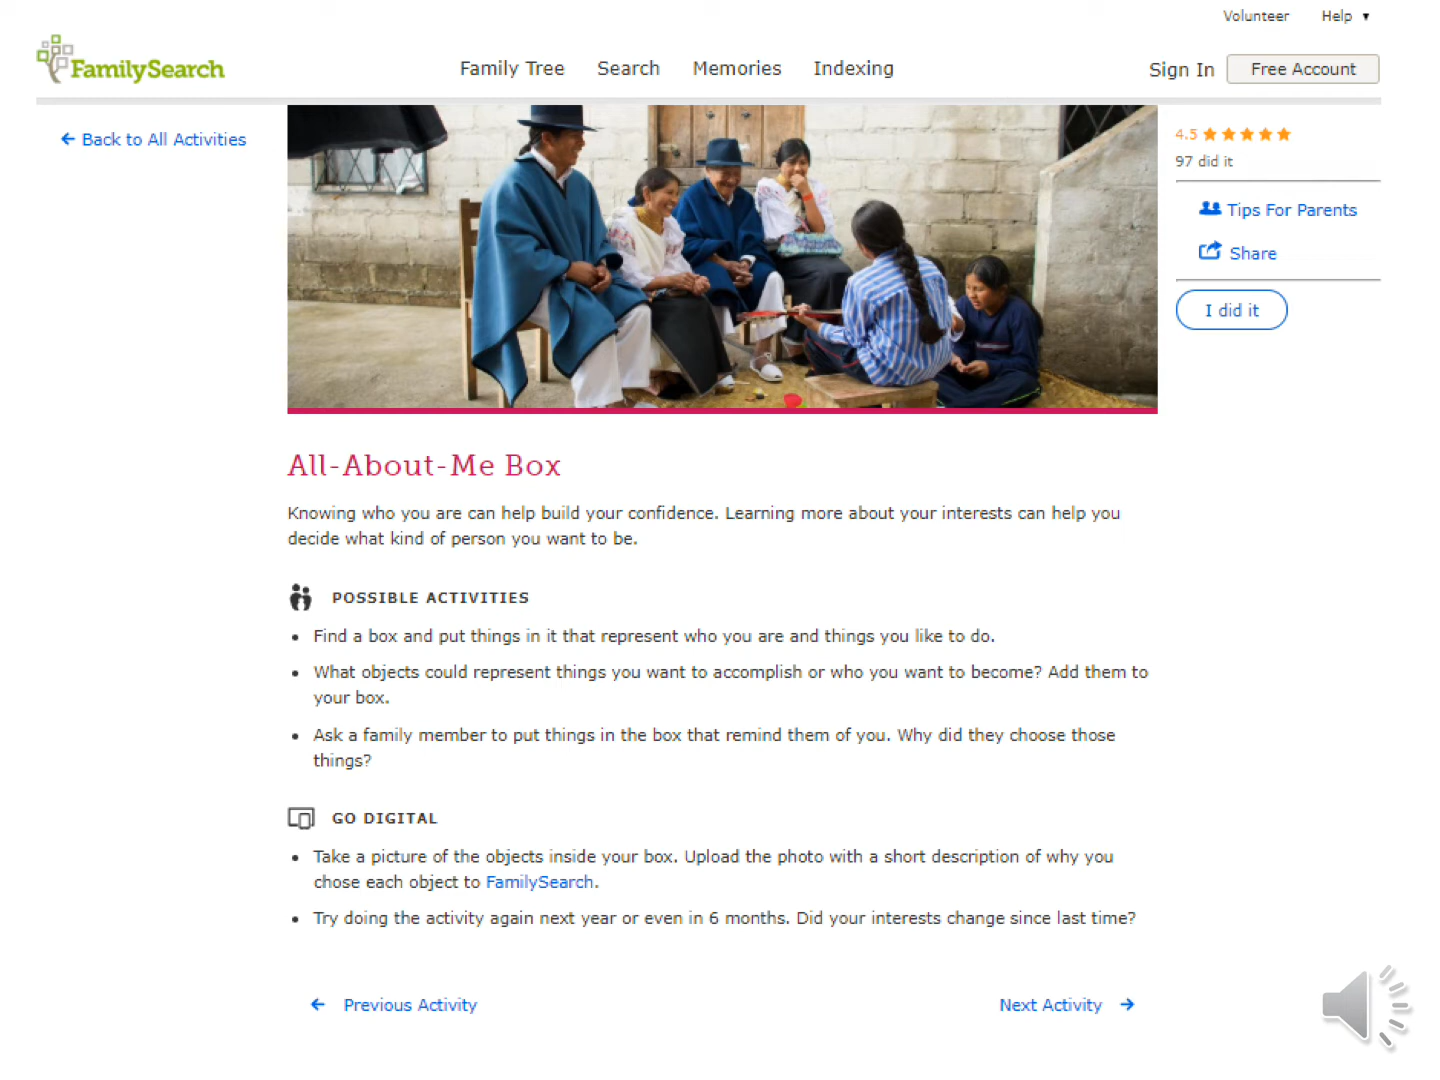 Volunteer Help ▼
FamilySearch
Family Tree Search Memories Indexing
Sign In Free Account
← Back to All Activities
4.5 ★★★★★
97 did it
Tips For Parents
Share
I did it
All-About-Me Box
Knowing who you are can help build your confidence. Learning more about your interests can help you
decide what kind of person you want to be.
POSSIBLE ACTIVITIES
• Find a box and put things in it that represent who you are and things you like to do.
• What objects could represent things you want to accomplish or who you want to become? Add them to
your box.
• Ask a family member to put things in the box that remind them of you. Why did they choose those
things?
GO DIGITAL
• Take a picture of the objects inside your box. Upload the photo with a short description of why you
chose each object to FamilySearch.
• Try doing the activity again next year or even in 6 months. Did your interests change since last time?
← Previous Activity
Next Activity →